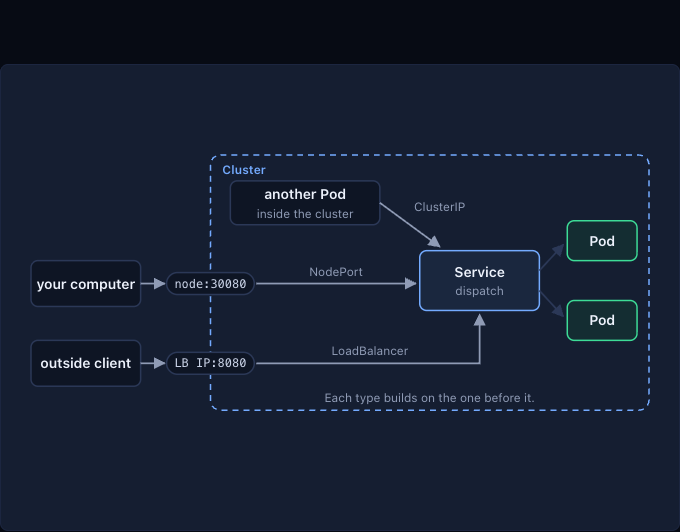 Cluster
another Pod
inside the cluster
ClusterIP
Pod
your computer
node:30080
NodePort
Service
dispatch
Pod
outside client
LB IP:8080
LoadBalancer
Each type builds on the one before it.